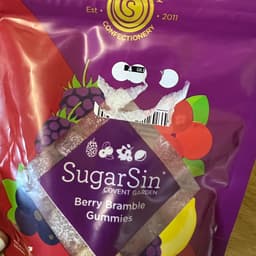 Est • 2011
CONFECTIONERY
SugarSin
COVENT GARDEN
Berry Bramble
Gummies